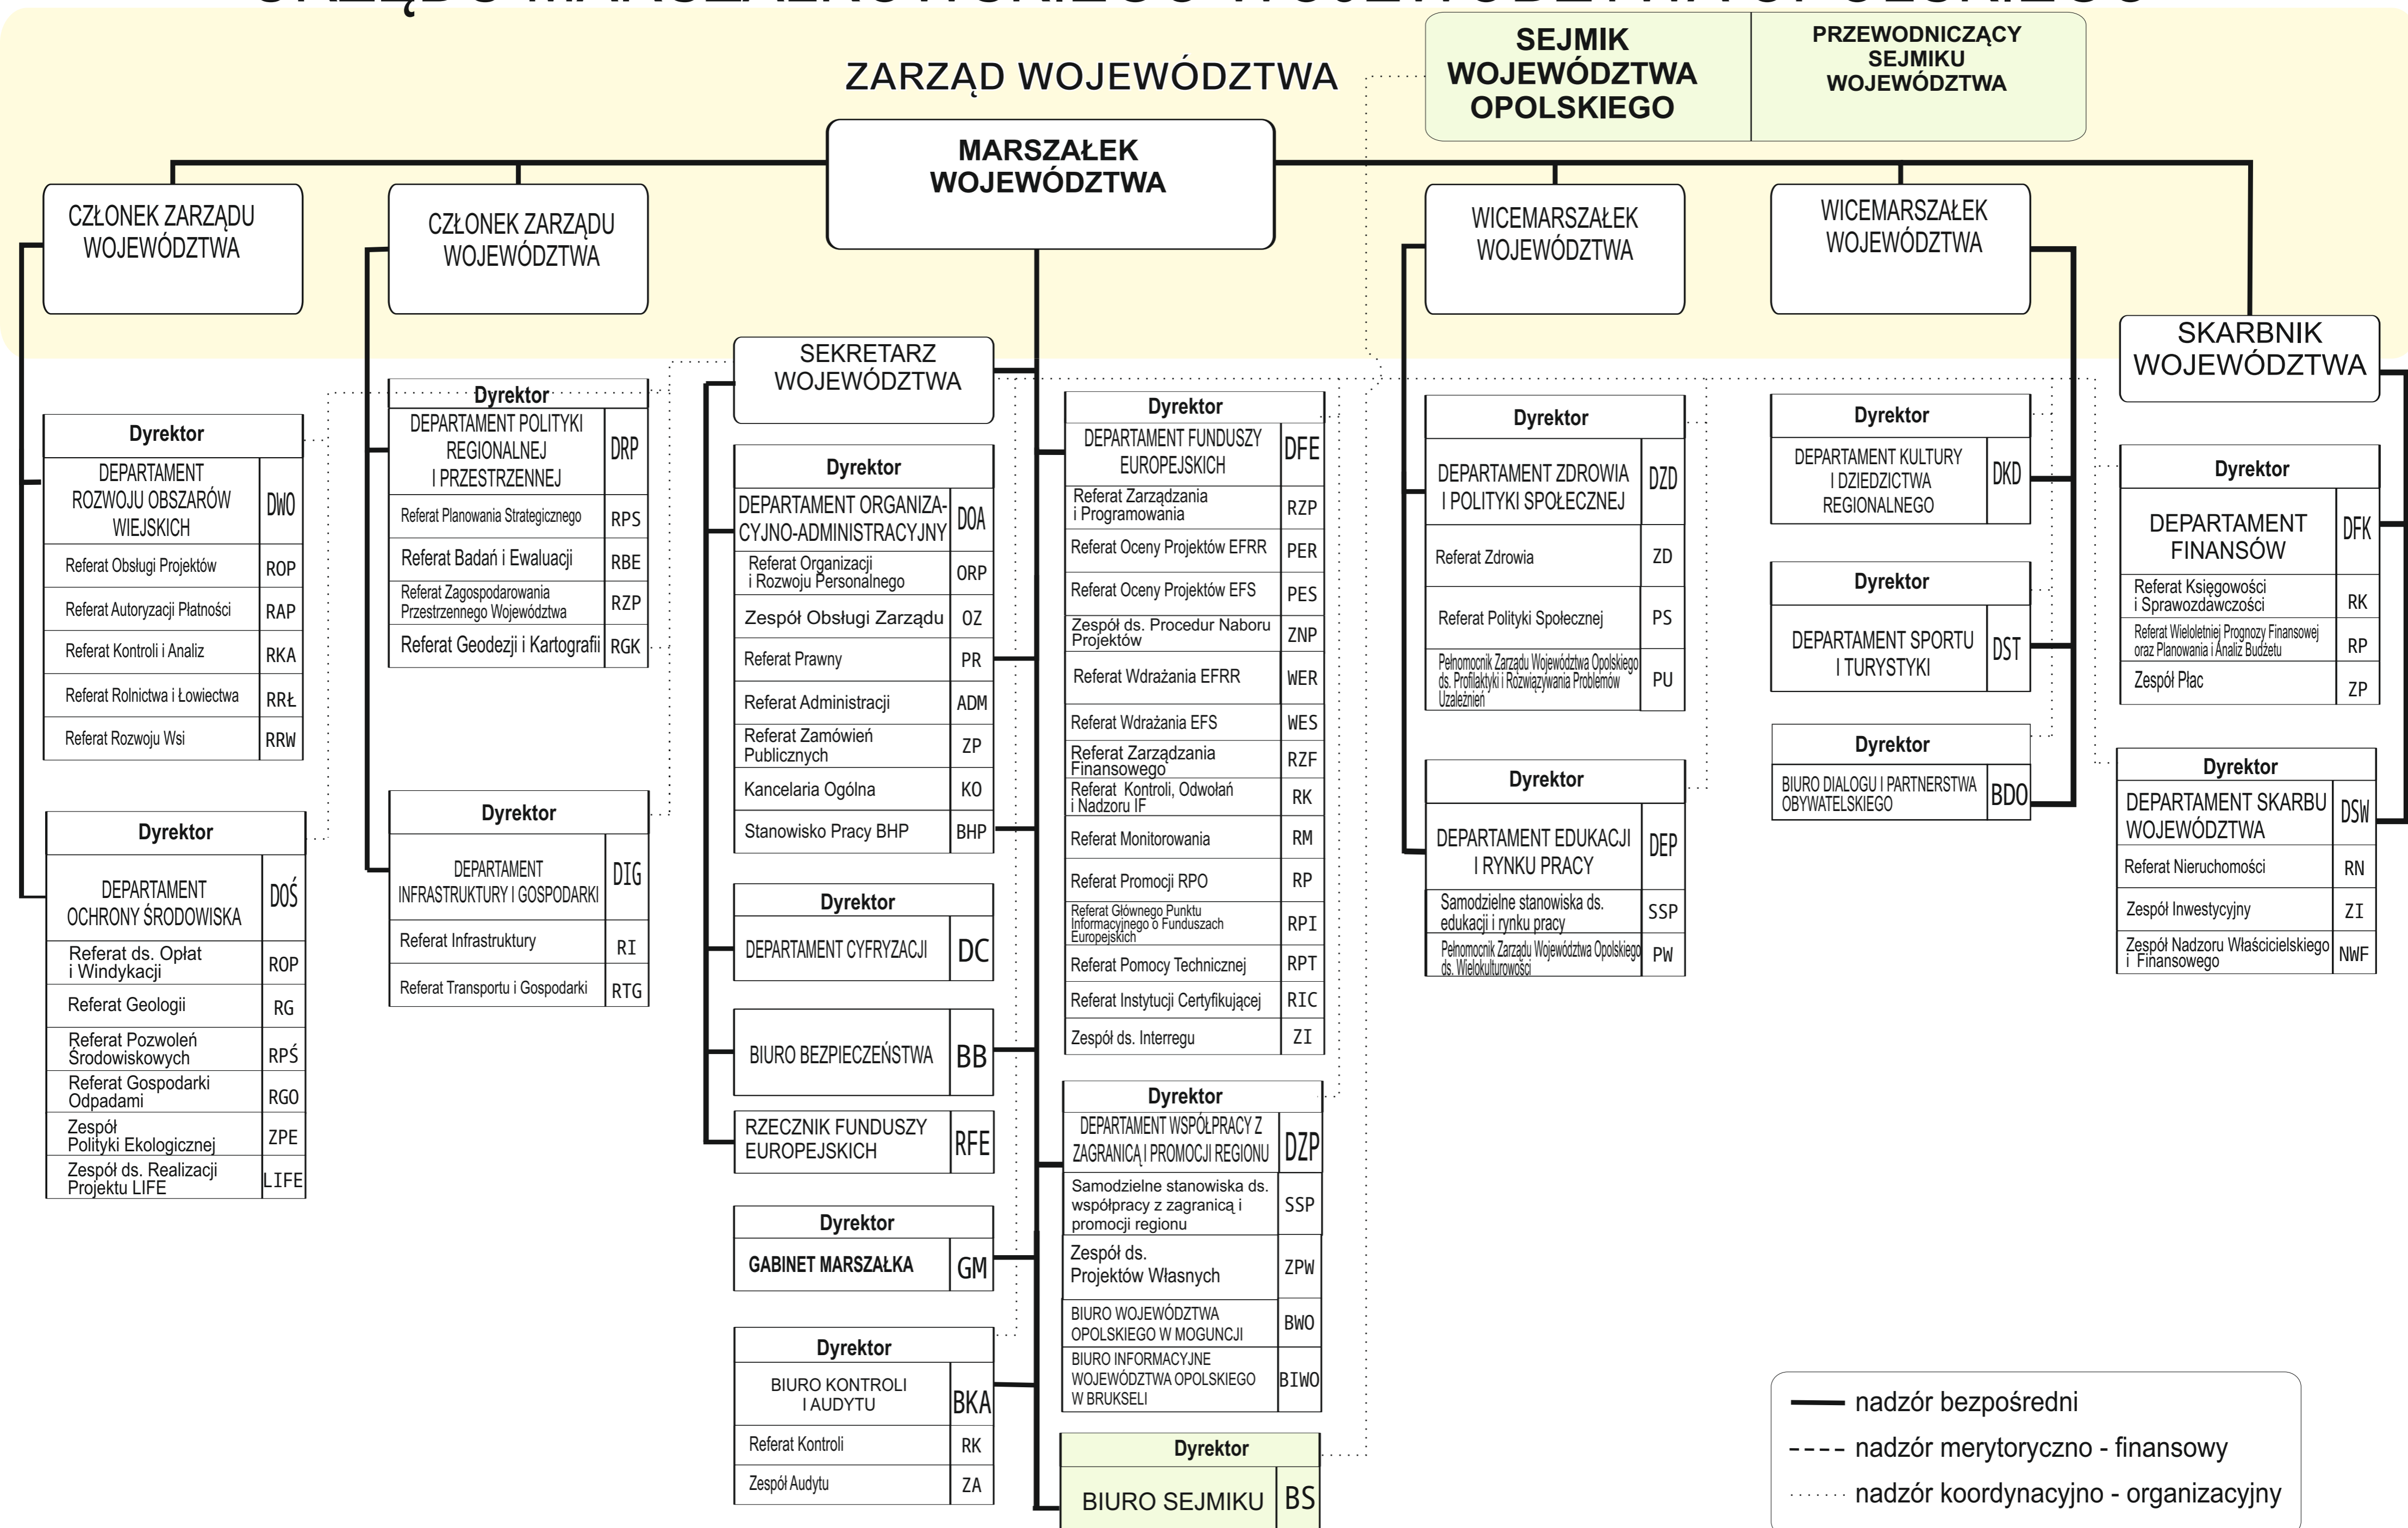 URZĘDU MARSZAŁKOWSKIEGO WOJEWÓDZTWA OPOLSKIEGO
ZARZĄD WOJEWÓDZTWA
SEJMIK
WOJEWÓDZTWA
OPOLSKIEGO
PRZEWODNICZĄCY
SEJMIKU
WOJEWÓDZTWA
MARSZAŁEK
WOJEWÓDZTWA
CZŁONEK ZARZĄDU
WOJEWÓDZTWA
CZŁONEK ZARZĄDU
WOJEWÓDZTWA
WICEMARSZAŁEK
WOJEWÓDZTWA
WICEMARSZAŁEK
WOJEWÓDZTWA
SKARBNIK
WOJEWÓDZTWA
SEKRETARZ
WOJEWÓDZTWA
Dyrektor
DEPARTAMENT
ROZWOJU OBSZARÓW
WIEJSKICH
DWO
Referat Obsługi Projektów ROP
Referat Autoryzacji Płatności RAP
Referat Kontroli i Analiz RKA
Referat Rolnictwa i Łowiectwa RRŁ
Referat Rozwoju Wsi RRW
Dyrektor
DEPARTAMENT
OCHRONY ŚRODOWISKA
DOŚ
Referat ds. Opłat
i Windykacji
ROP
Referat Geologii RG
Referat Pozwoleń
Środowiskowych
RPŚ
Referat Gospodarki
Odpadami
RGO
Zespół
Polityki Ekologicznej
ZPE
Zespół ds. Realizacji
Projektu LIFE
LIFE
Dyrektor
DEPARTAMENT POLITYKI
REGIONALNEJ
I PRZESTRZENNEJ
DRP
Referat Planowania Strategicznego RPS
Referat Badań i Ewaluacji RBE
Referat Zagospodarowania
Przestrzennego Województwa
RZP
Referat Geodezji i Kartografii RGK
Dyrektor
DEPARTAMENT
INFRASTRUKTURY I GOSPODARKI
DIG
Referat Infrastruktury RI
Referat Transportu i Gospodarki RTG
Dyrektor
DEPARTAMENT ORGANIZA-
CYJNO-ADMINISTRACYJNY
DOA
Referat Organizacji
i Rozwoju Personalnego
ORP
Zespół Obsługi Zarządu OZ
Referat Prawny PR
Referat Administracji ADM
Referat Zamówień
Publicznych
ZP
Kancelaria Ogólna KO
Stanowisko Pracy BHP BHP
Dyrektor
DEPARTAMENT CYFRYZACJI DC
BIURO BEZPIECZEŃSTWA BB
RZECZNIK FUNDUSZY
EUROPEJSKICH
RFE
Dyrektor
GABINET MARSZAŁKA GM
Dyrektor
BIURO KONTROLI
I AUDYTU
BKA
Referat Kontroli RK
Zespół Audytu ZA
Dyrektor
DEPARTAMENT FUNDUSZY
EUROPEJSKICH
DFE
Referat Zarządzania
i Programowania
RZP
Referat Oceny Projektów EFRR PER
Referat Oceny Projektów EFS PES
Zespół ds. Procedur Naboru
Projektów
ZNP
Referat Wdrażania EFRR WER
Referat Wdrażania EFS WES
Referat Zarządzania
Finansowego
RZF
Referat Kontroli, Odwołań
i Nadzoru IF
RK
Referat Monitorowania RM
Referat Promocji RPO RP
Referat Głównego Punktu
Informacyjnego o Funduszach
Europejskich
RPI
Referat Pomocy Technicznej RPT
Referat Instytucji Certyfikującej RIC
Zespół ds. Interregu ZI
Dyrektor
DEPARTAMENT WSPÓŁPRACY Z
ZAGRANICĄ I PROMOCJI REGIONU
DZP
Samodzielne stanowiska ds.
współpracy z zagranicą i
promocji regionu
SSP
Zespół ds.
Projektów Własnych
ZPW
BIURO WOJEWÓDZTWA
OPOLSKIEGO W MOGUNCJI
BWO
BIURO INFORMACYJNE
WOJEWÓDZTWA OPOLSKIEGO
W BRUKSELI
BIWO
Dyrektor
BIURO SEJMIKU BS
Dyrektor
DEPARTAMENT ZDROWIA
I POLITYKI SPOŁECZNEJ
DZD
Referat Zdrowia ZD
Referat Polityki Społecznej PS
Pełnomocnik Zarządu Województwa Opolskiego
ds. Profilaktyki i Rozwiązywania Problemów
Uzależnień
PU
Dyrektor
DEPARTAMENT EDUKACJI
I RYNKU PRACY
DEP
Samodzielne stanowiska ds.
edukacji i rynku pracy
SSP
Pełnomocnik Zarządu Województwa Opolskiego
ds. Wielokulturowości
PW
Dyrektor
DEPARTAMENT KULTURY
I DZIEDZICTWA
REGIONALNEGO
DKD
Dyrektor
DEPARTAMENT SPORTU
I TURYSTYKI
DST
Dyrektor
BIURO DIALOGU I PARTNERSTWA
OBYWATELSKIEGO
BDO
Dyrektor
DEPARTAMENT
FINANSÓW
DFK
Referat Księgowości
i Sprawozdawczości
RK
Referat Wieloletniej Prognozy Finansowej
oraz Planowania i Analiz Budżetu
RP
Zespół Płac ZP
Dyrektor
DEPARTAMENT SKARBU
WOJEWÓDZTWA
DSW
Referat Nieruchomości RN
Zespół Inwestycyjny ZI
Zespół Nadzoru Właścicielskiego
i Finansowego
NWF
nadzór bezpośredni
nadzór merytoryczno - finansowy
nadzór koordynacyjno - organizacyjny